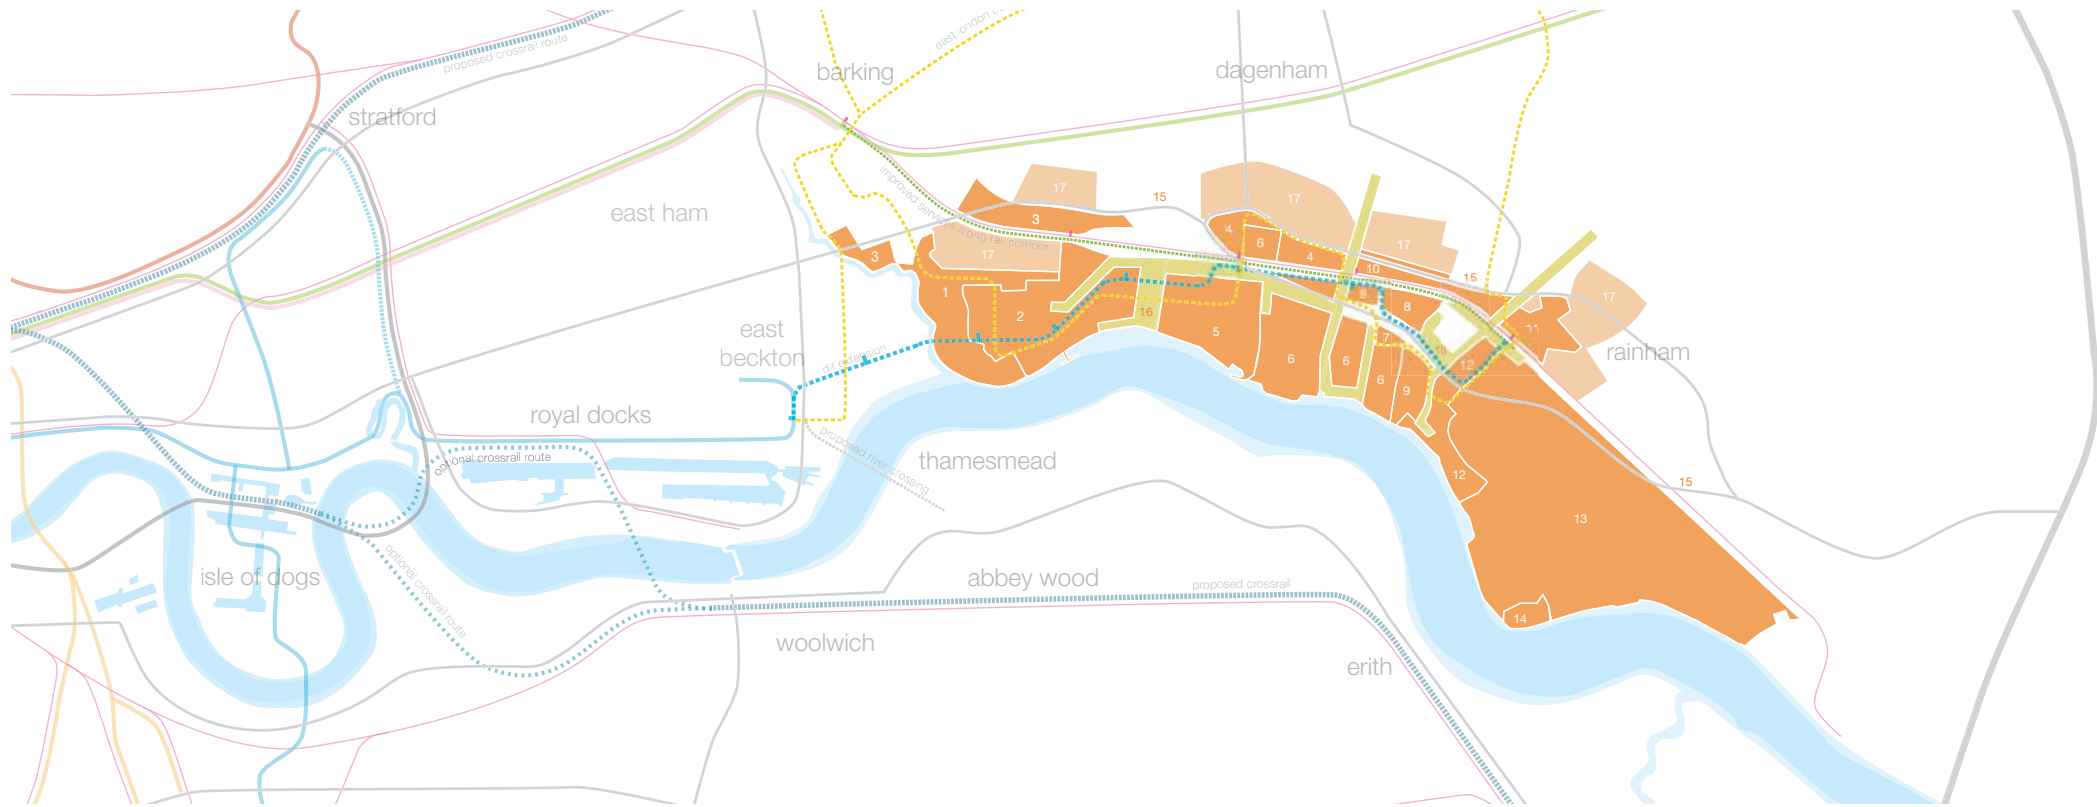 proposed crossrail route
east london
barking
dagenham
stratford
improved services along rail corridor
17
3
15
17
4
6
4
east ham
3
17
17
10
15
1
2
16
5
9
8
17
11
7
6
6
6
9
12
rainham
east
beckton
dlr extension
royal docks
optional crossrail route
proposed river crossing
thamesmead
12
15
13
isle of dogs
optional crossrail route
abbey wood
proposed crossrail
14
woolwich
erith